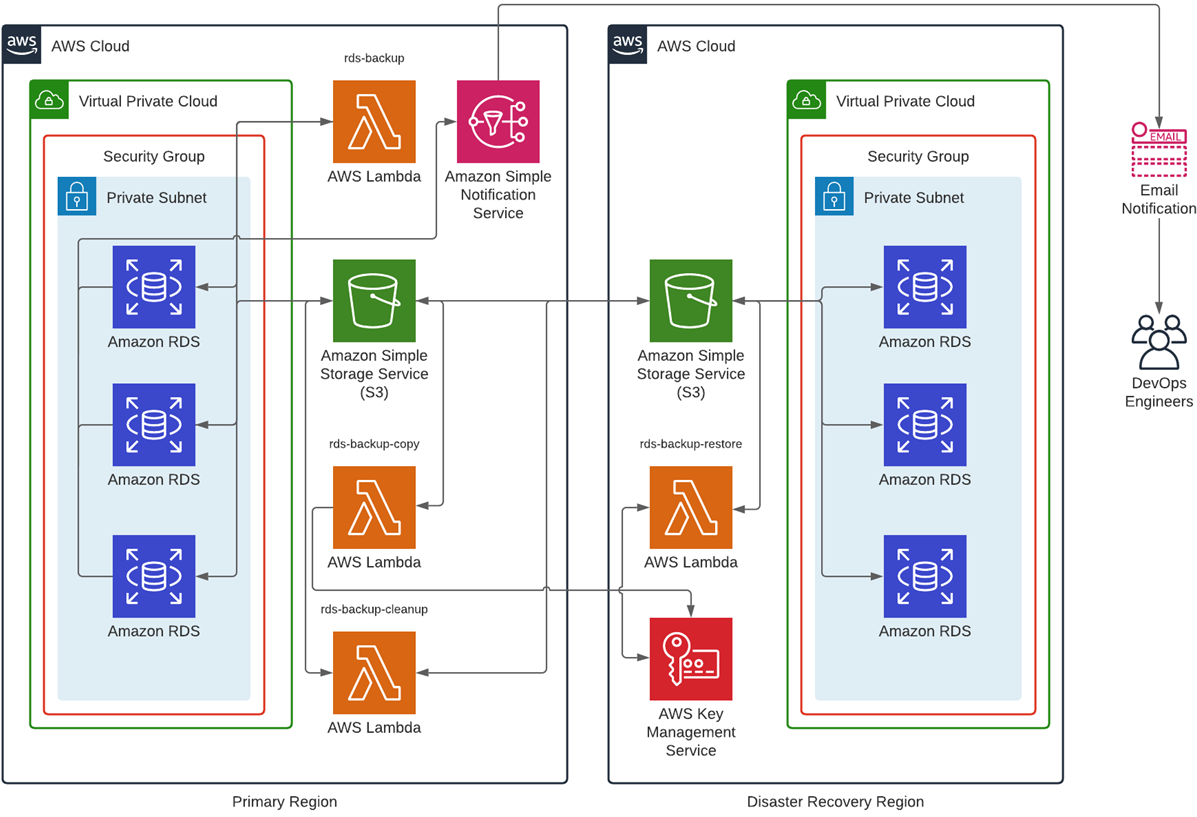 aws
AWS Cloud
Virtual Private Cloud
Security Group
Private Subnet
Amazon RDS
Amazon RDS
Amazon RDS
rds-backup
AWS Lambda
Amazon Simple
Notification
Service
Amazon Simple
Storage Service
(S3)
rds-backup-copy
AWS Lambda
rds-backup-cleanup
AWS Lambda
Primary Region
aws
AWS Cloud
Amazon Simple
Storage Service
(S3)
rds-backup-restore
AWS Lambda
AWS Key
Management
Service
Virtual Private Cloud
Security Group
Private Subnet
Amazon RDS
Amazon RDS
Amazon RDS
Disaster Recovery Region
EMAIL
Email
Notification
DevOps
Engineers